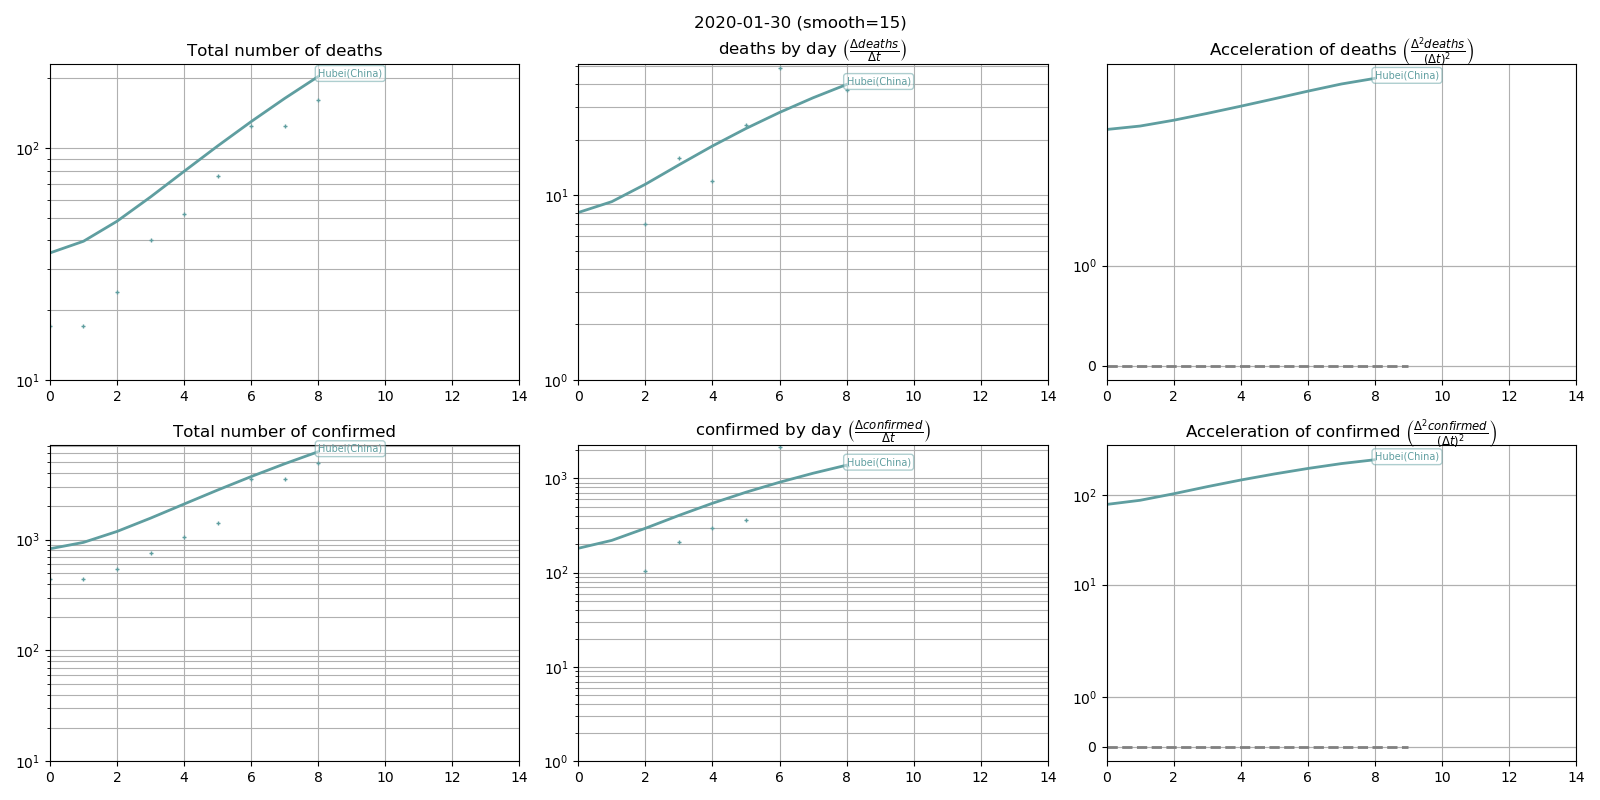 2020-01-30 (smooth=15)
Total number of deaths
deaths by day (Δdeaths/Δt)
Acceleration of deaths (Δ²deaths/(Δt)²)
10²
10¹
0 2 4 6 8 10 12 14
Hubei(China)
10¹
10⁰
0 2 4 6 8 10 12 14
Hubei(China)
10⁰
0
0 2 4 6 8 10 12 14
Hubei(China)
Total number of confirmed
confirmed by day (Δconfirmed/Δt)
Acceleration of confirmed (Δ²confirmed/(Δt)²)
10³
10²
10¹
0 2 4 6 8 10 12 14
Hubei(China)
10³
10²
10¹
10⁰
0 2 4 6 8 10 12 14
Hubei(China)
10²
10¹
10⁰
0
0 2 4 6 8 10 12 14
Hubei(China)